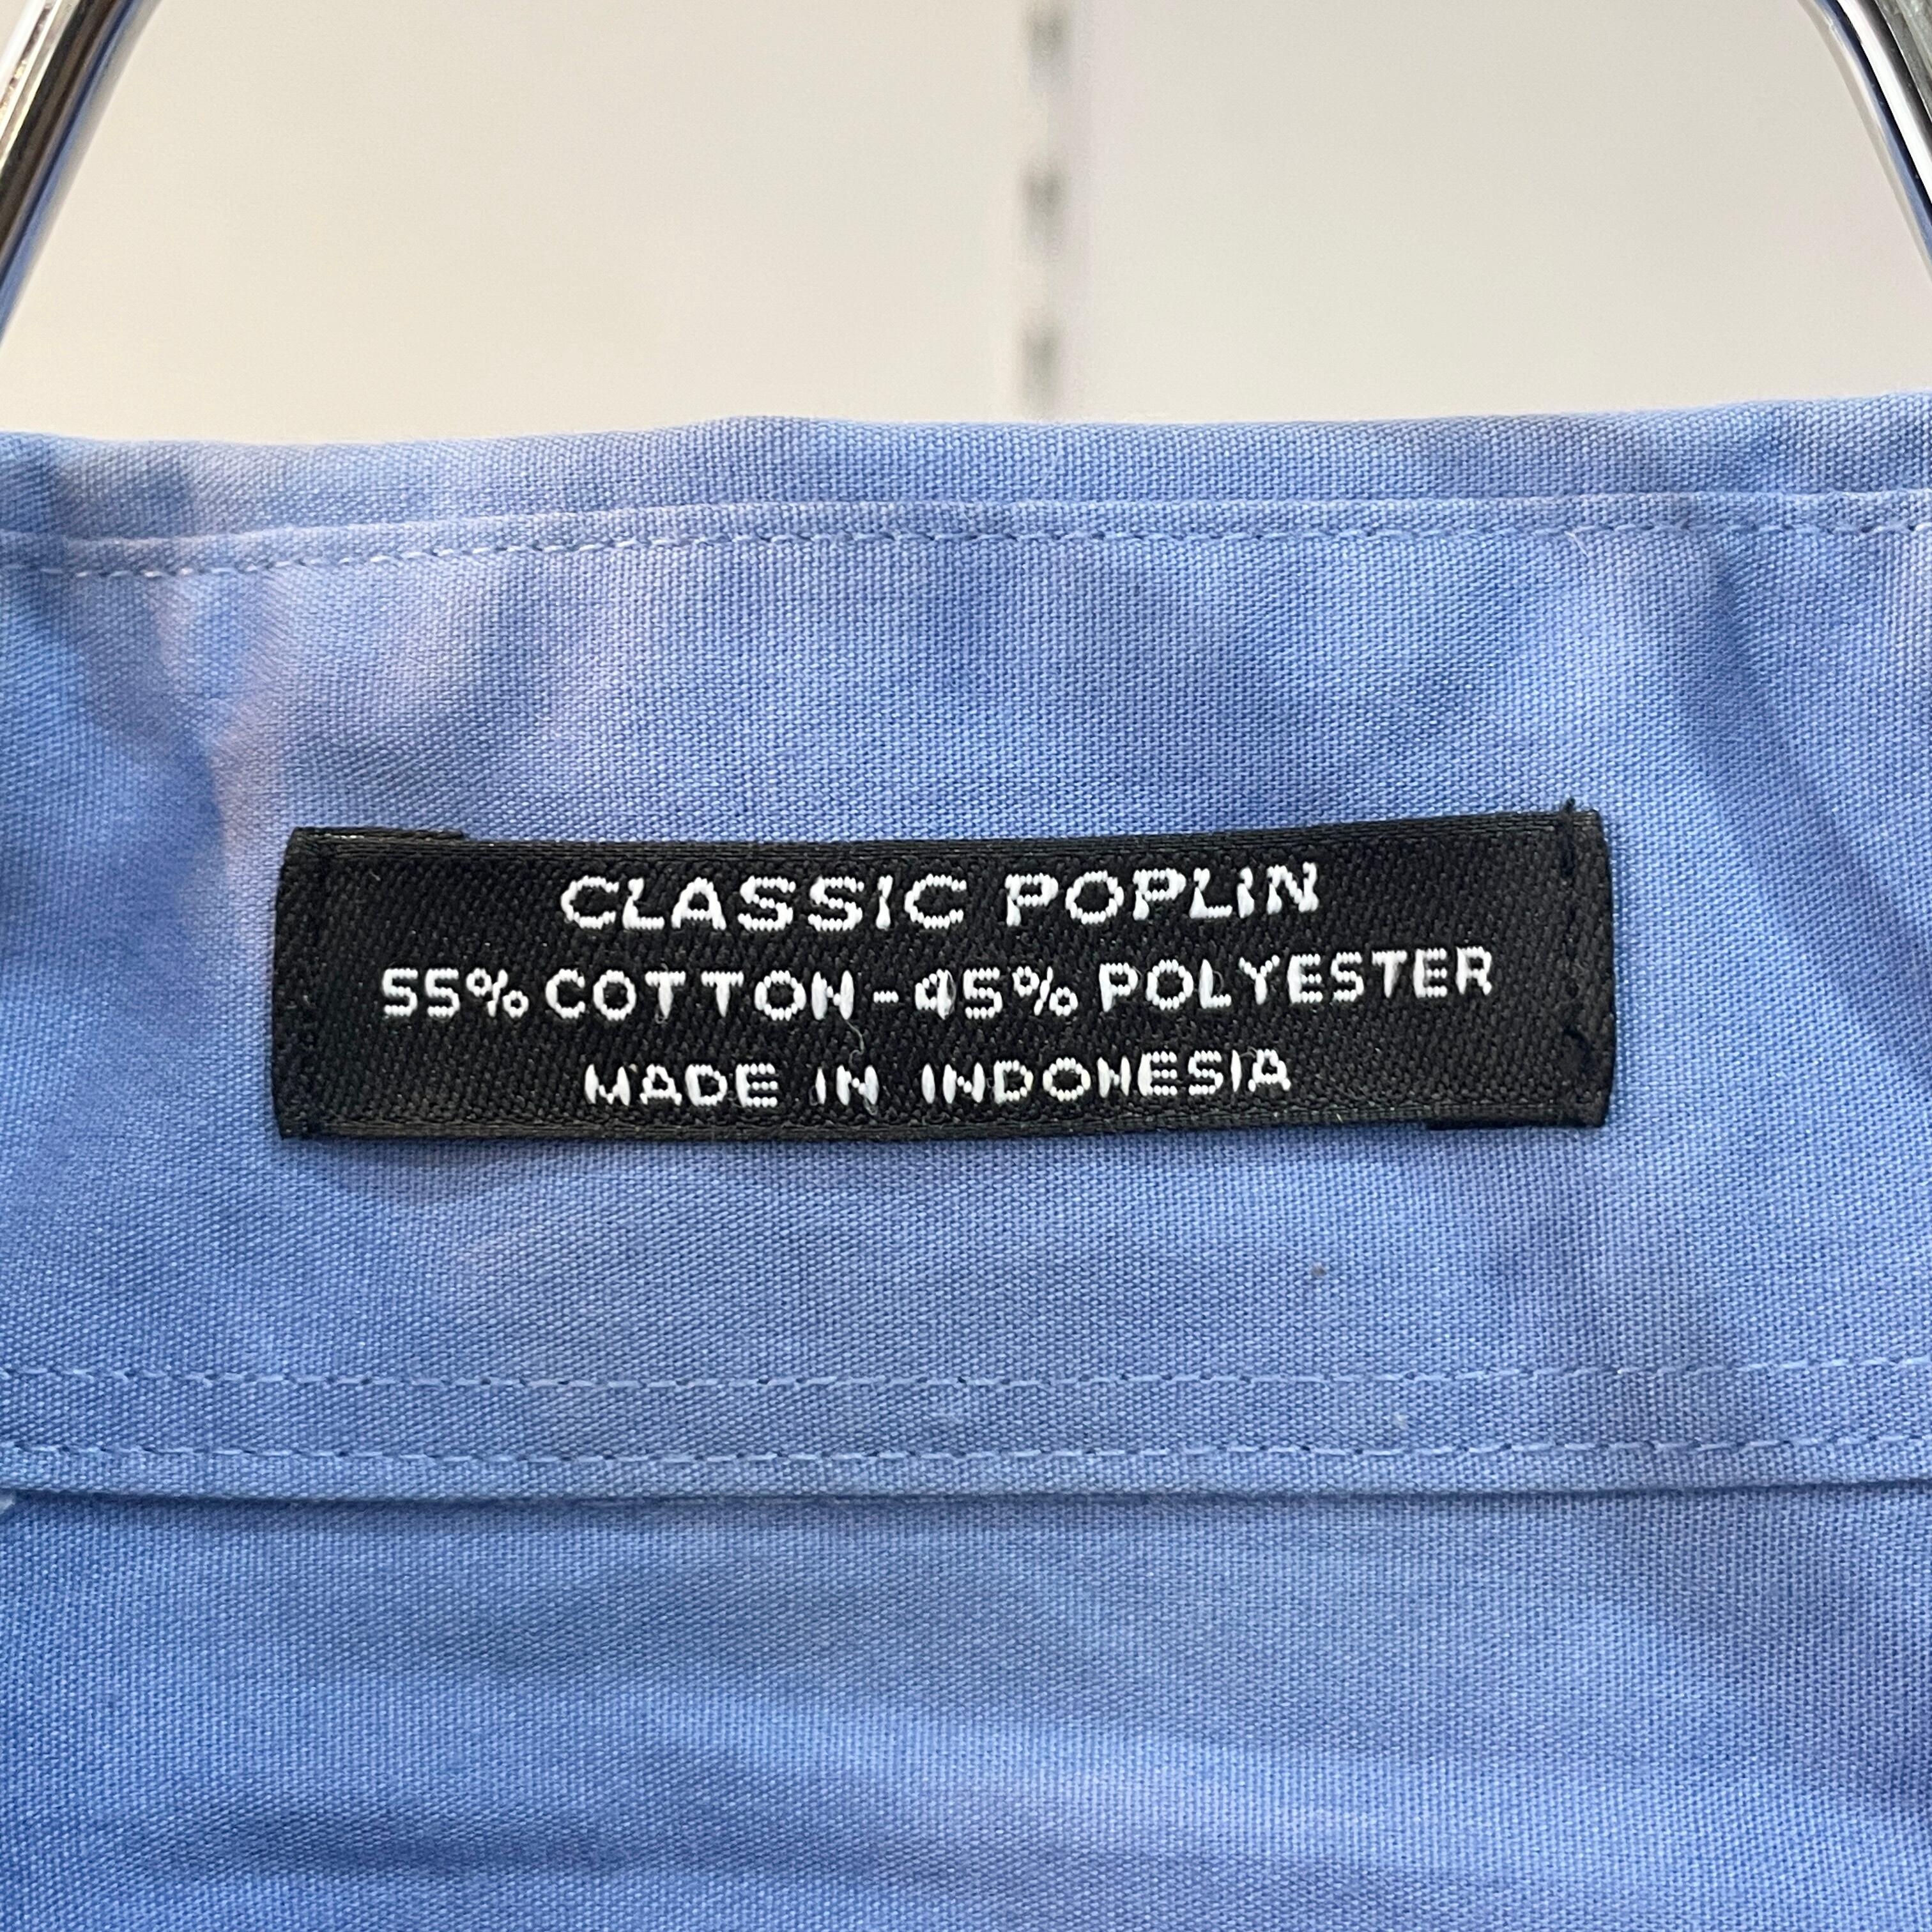 CLASSIC POPLIN
55% COTTON-45% POLYESTER
MADE IN INDONESIA